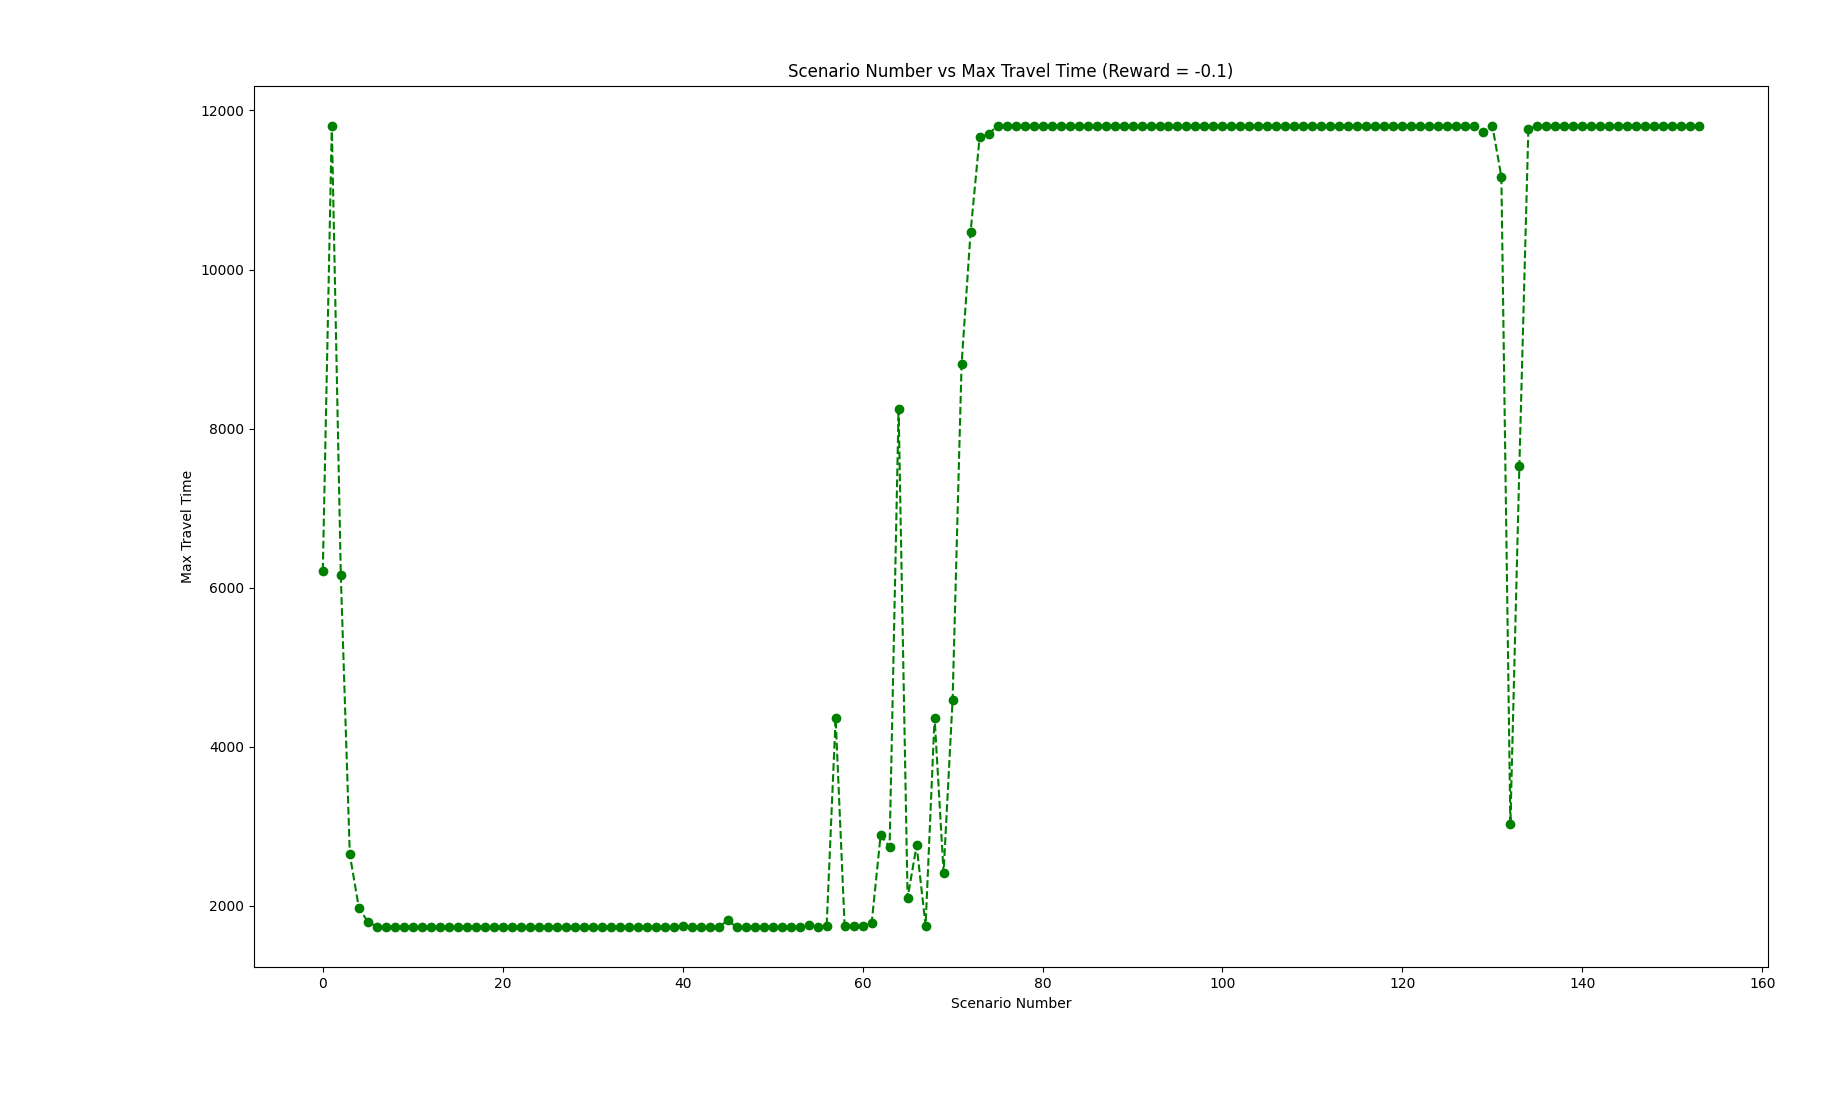 Scenario Number vs Max Travel Time (Reward = -0.1)
12000
10000
8000
6000
4000
2000
Max Travel Time
0 20 40 60 80 100 120 140 160
Scenario Number